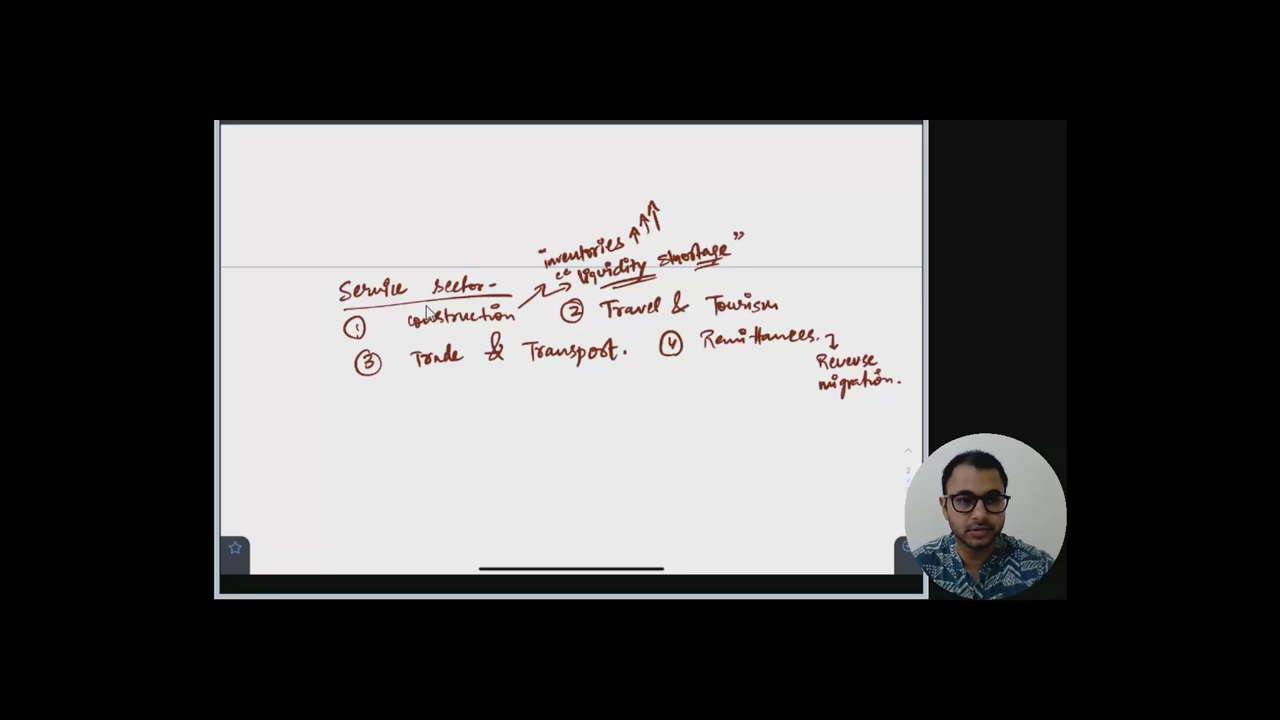 "inventories ↑↑↑
"liquidity shortage"
Service sector-
① construction
② Travel & Tourism
③ Trade & Transport.
④ Remittances.
Reverse
migration.